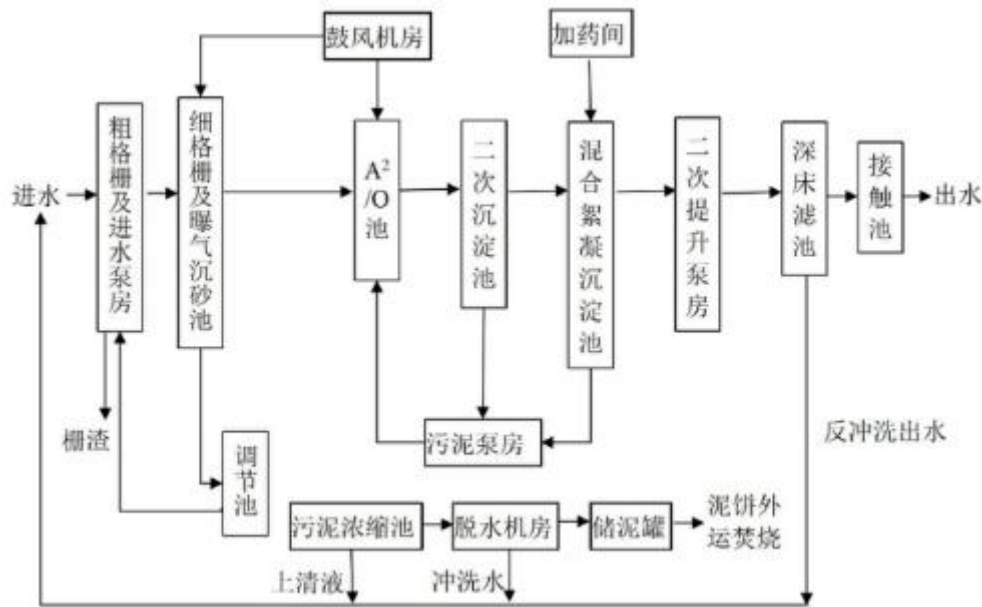 鼓风机房
加药间
进水
粗格栅及进水泵房
细格栅及曝气沉砂池
A²/O池
二次沉淀池
混合絮凝沉淀池
二次提升泵房
深床滤池
接触池
出水
栅渣
调节池
污泥泵房
反冲洗出水
污泥浓缩池
脱水机房
储泥罐
泥饼外
运焚烧
上清液
冲洗水